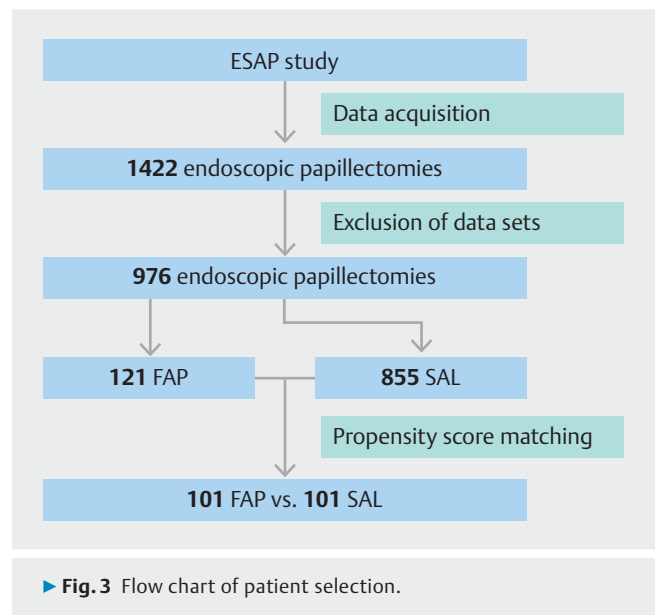 ESAP study
Data acquisition
1422 endoscopic papillectomies
Exclusion of data sets
976 endoscopic papillectomies
121 FAP
855 SAL
Propensity score matching
101 FAP vs. 101 SAL
▶ Fig. 3 Flow chart of patient selection.